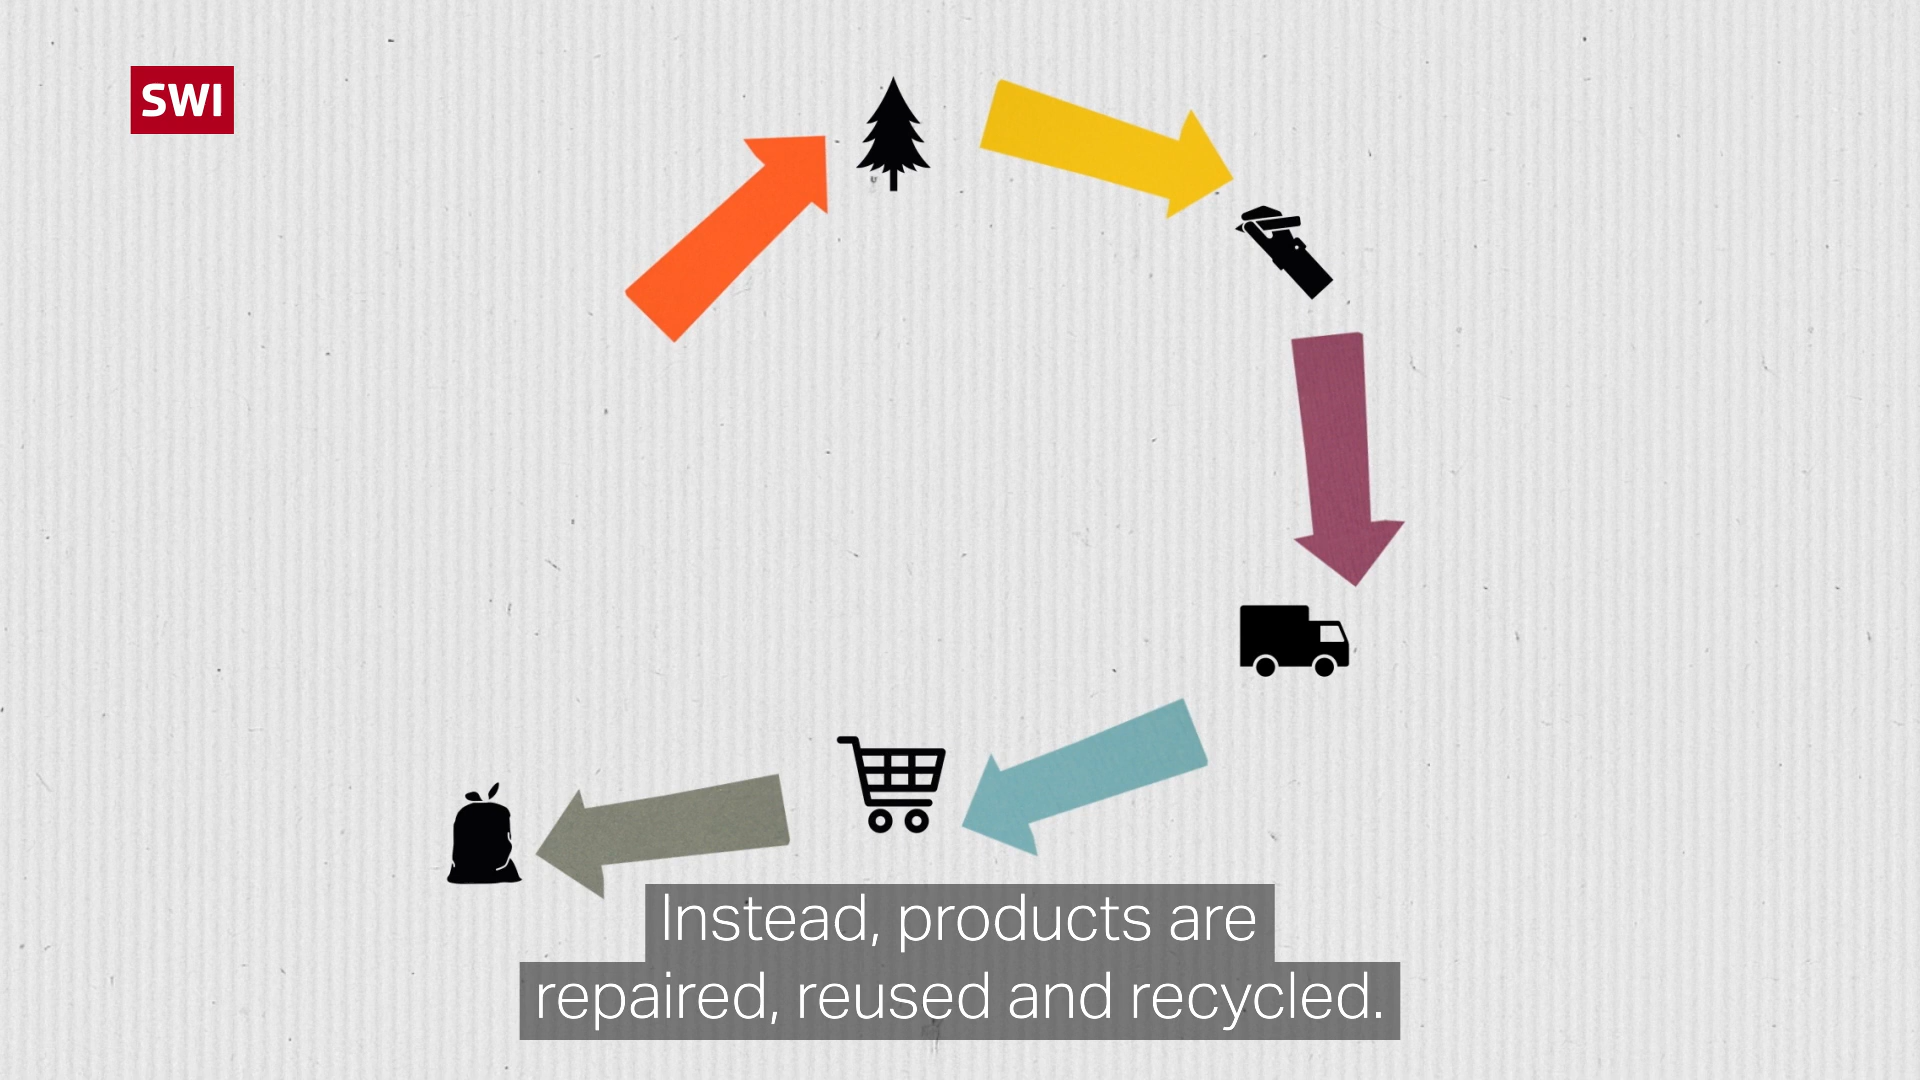 SWI
Instead, products are
repaired, reused and recycled.